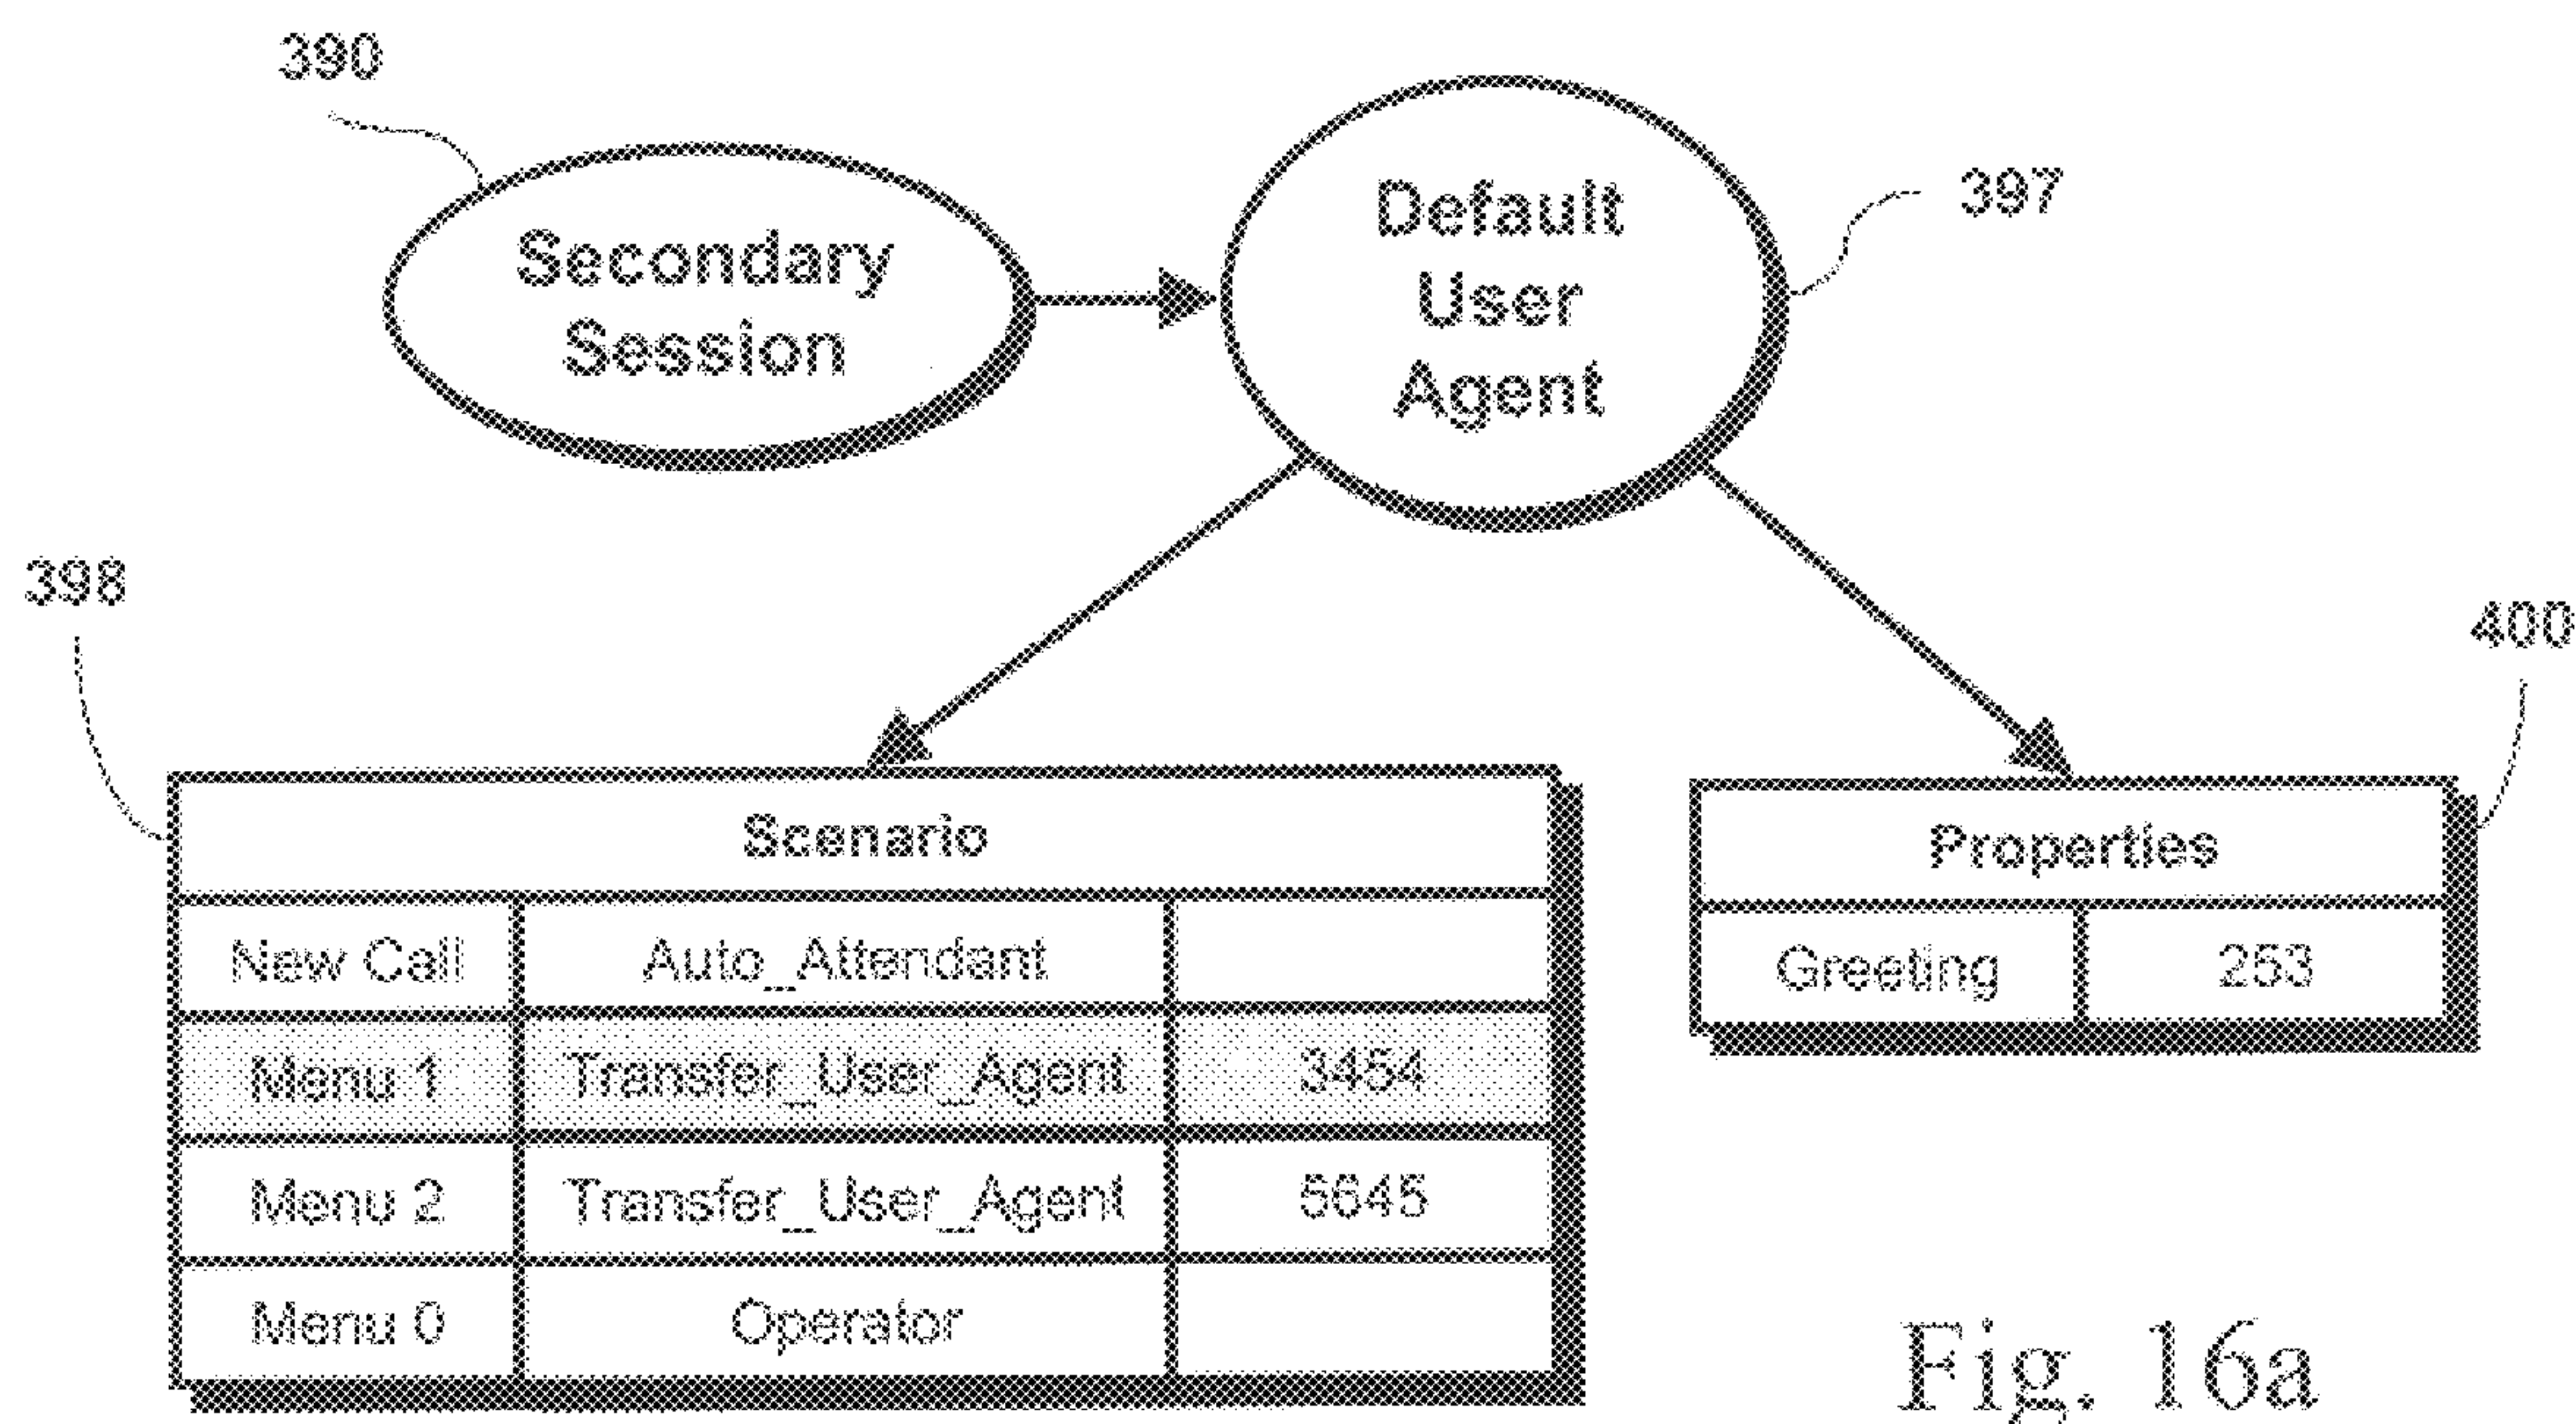 390
Secondary
Session
Default
User
Agent
397
398
400
Scenario
New Call Auto_Attendant
Menu 1 Transfer_User_Agent 3454
Menu 2 Transfer_User_Agent 5645
Menu 0 Operator
Properties
Greeting 253
Fig. 16a